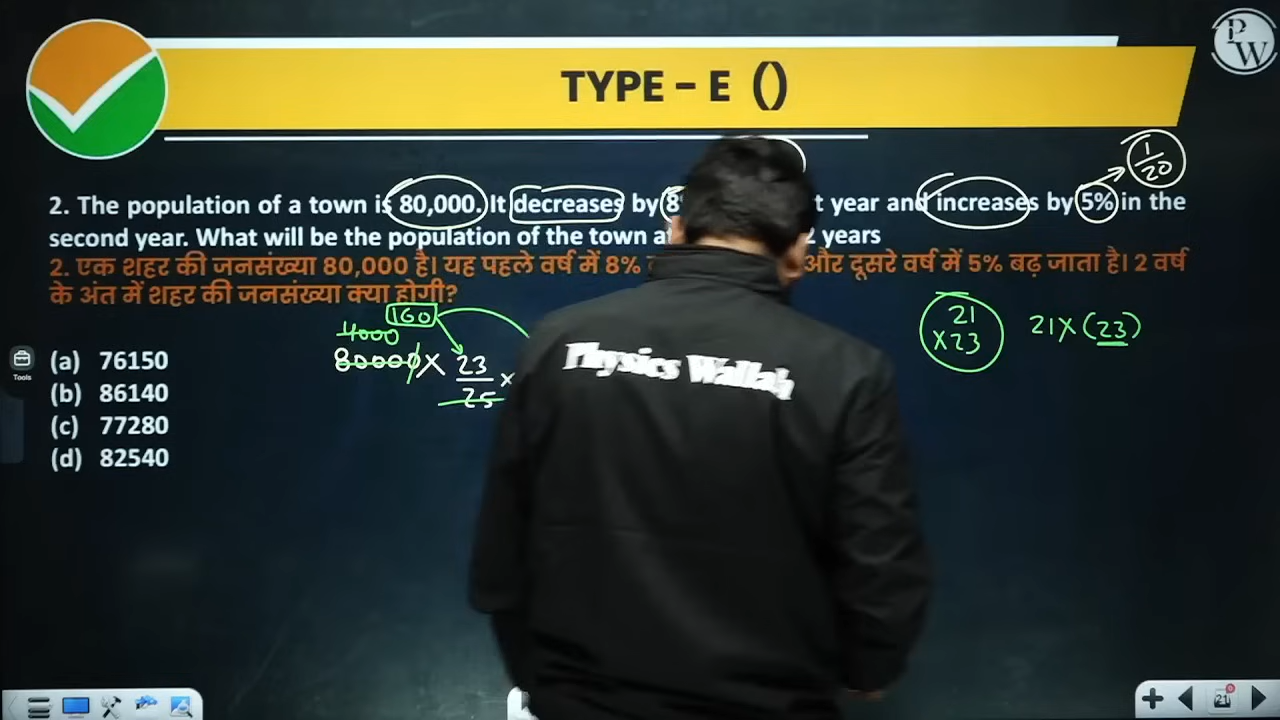 PW
TYPE - E ()
1/20
2. The population of a town is 80,000. It decreases by 8 t year and increases by 5% in the
second year. What will be the population of the town a 2 years
2. एक शहर की जनसंख्या 80,000 है। यह पहले वर्ष में 8% और दूसरे वर्ष में 5% बढ़ जाता है। 2 वर्ष
के अंत में शहर की जनसंख्या क्या होगी?
160
4000
80000 × 23/25 ×
21
×23
21×(23)
Physics Wallah
Tools
(a) 76150
(b) 86140
(c) 77280
(d) 82540
21